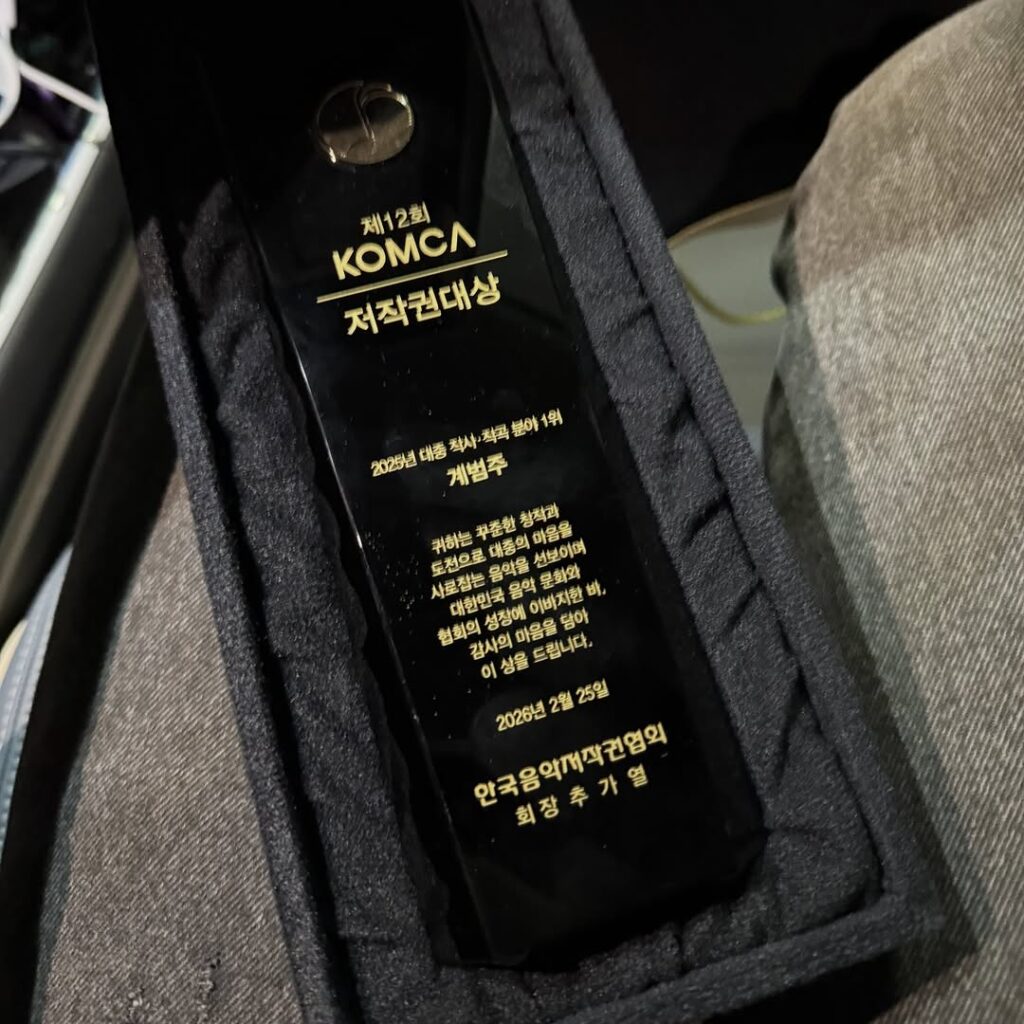 제12회
KOMCA
저작권대상
2025년 대중 작사·작곡 분야 1위
계범주
귀하는 꾸준한 창작과
도전으로 대중의 마음을
사로잡는 음악을 선보이며
대한민국 음악 문화와
협회의 성장에 이바지한 바,
감사의 마음을 담아
이 상을 드립니다.
2026년 2월 25일
한국음악저작권협회
회장 추 가 열